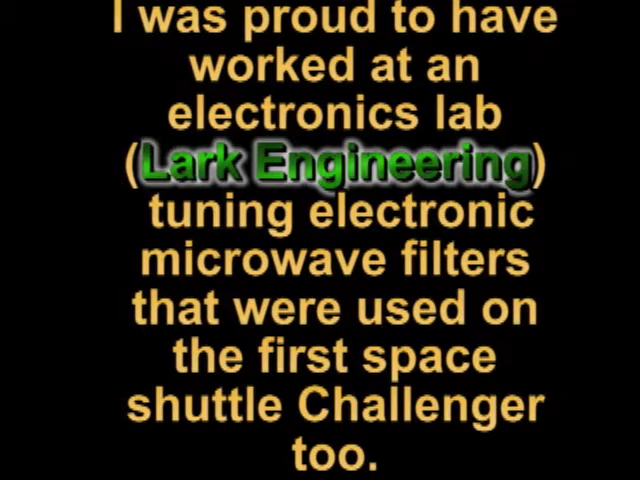 I was proud to have
worked at an
electronics lab
(Lark Engineering)
tuning electronic
microwave filters
that were used on
the first space
shuttle Challenger
too.